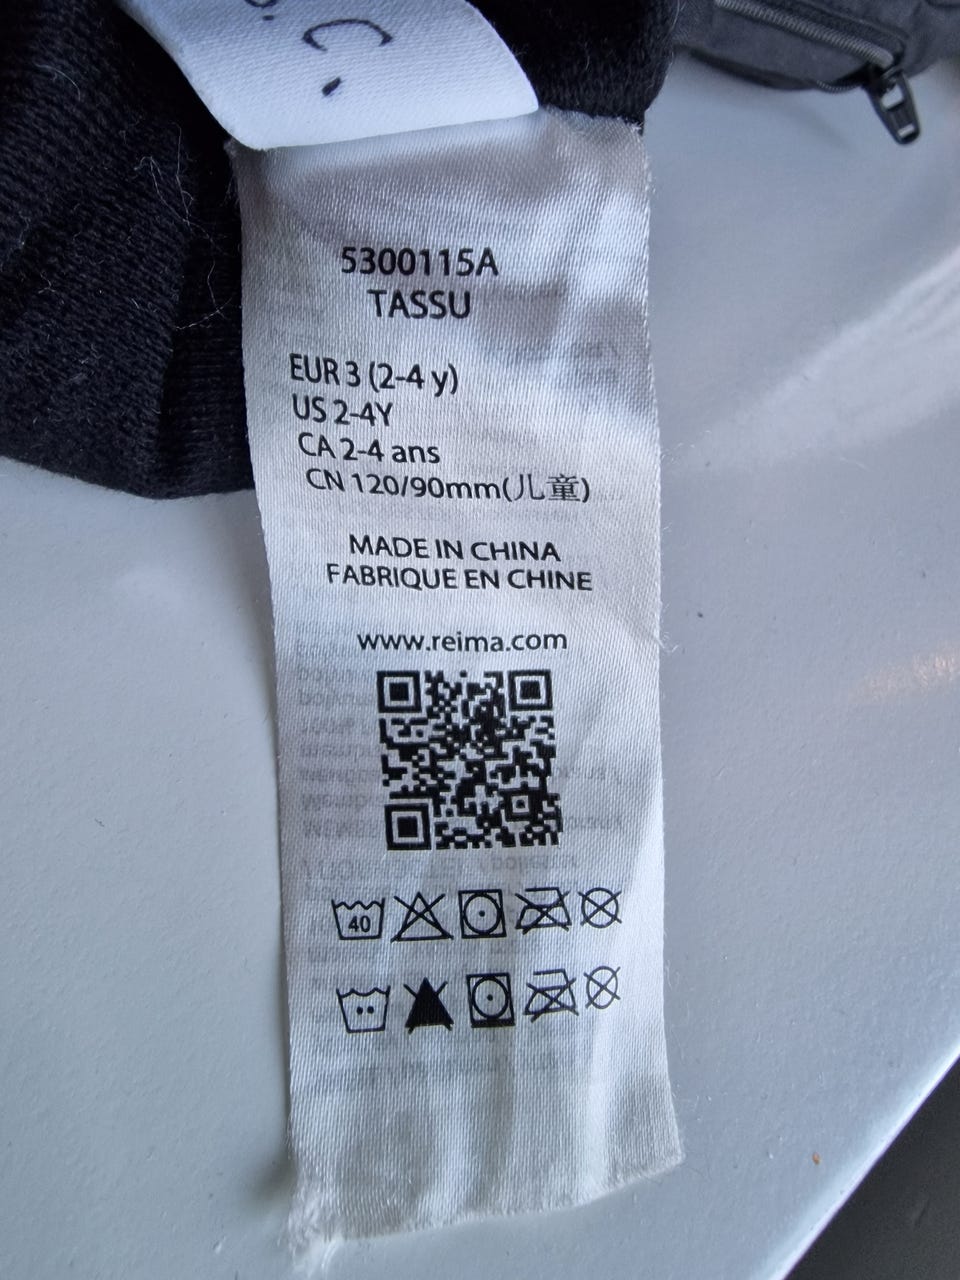 .C.
5300115A
TASSU
EUR 3 (2-4 y)
US 2-4Y
CA 2-4 ans
CN 120/90mm(儿童)
MADE IN CHINA
FABRIQUE EN CHINE
www.reima.com
40